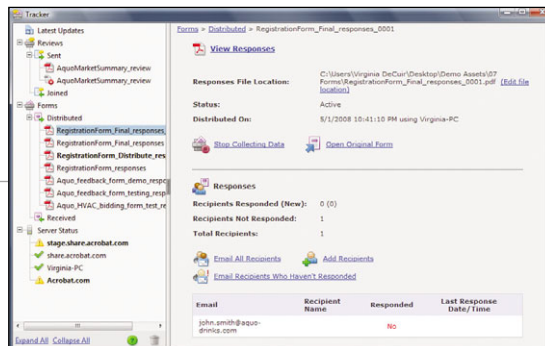 Tracker
Latest Updates
Reviews
Sent
AquoMarketSummary_review
AquoMarketSummary_review
Joined
Forms
Distributed
RegistrationForm_Final_responses_
RegistrationForm_Final_responses
RegistrationForm_Distribute_res
RegistrationForm_responses
Aquo_feedback_form_demo_respo
Aquo_feedback_form_testing_resp
Aquo_HVAC_bidding_form_test_re
Received
Server Status
stage.share.acrobat.com
share.acrobat.com
Virginia-PC
Acrobat.com
Expand All Collapse All
Forms > Distributed > RegistrationForm_Final_responses_0001
View Responses
Responses File Location: C:\Users\Virginia DeCuir\Desktop\Demo Assets\07
Forms\RegistrationForm_Final_responses_0001.pdf (Edit file
location)
Status: Active
Distributed On: 5/1/2008 10:41:10 PM using Virginia-PC
Stop Collecting Data Open Original Form
Responses
Recipients Responded (New): 0 (0)
Recipients Not Responded: 1
Total Recipients: 1
Email All Recipients Add Recipients
Email Recipients Who Haven't Responded
Email Recipient Name Responded Last Response Date/Time
john.smith@aquo-
drinks.com No